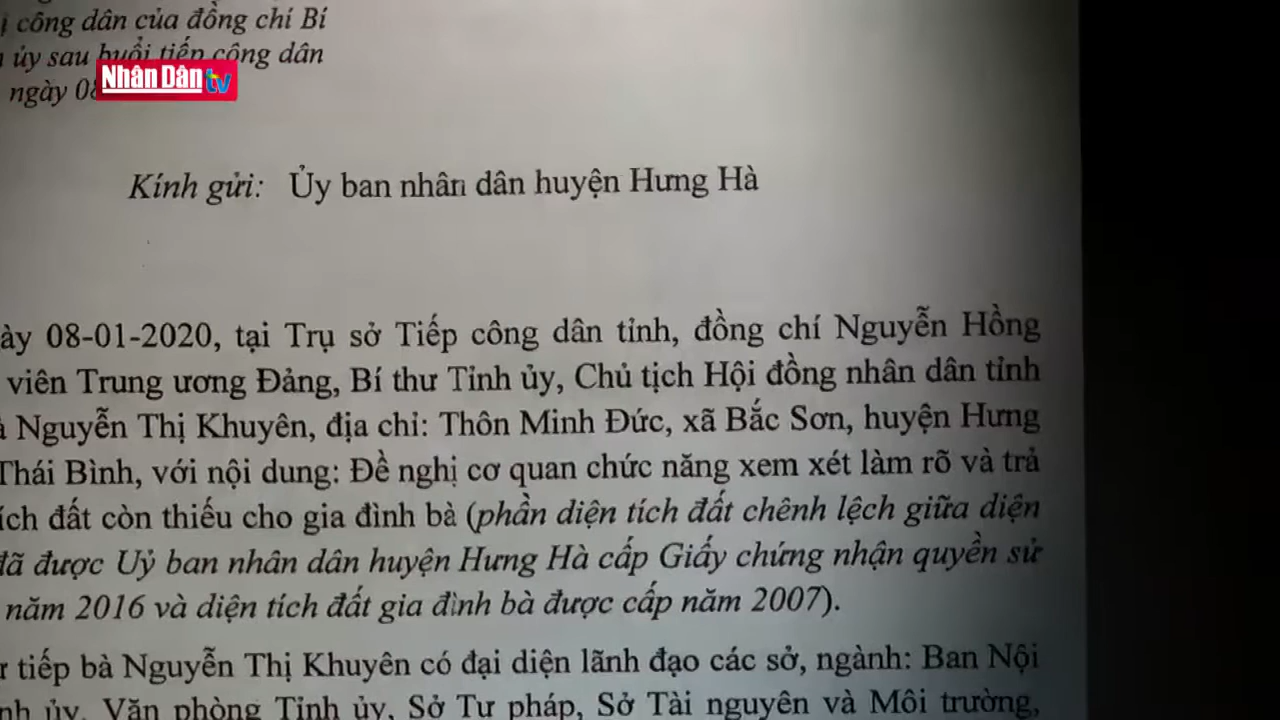 công dân của đồng chí Bí
ủy sau buổi tiếp công dân
ngày 08
Nhân Dân tv
Kính gửi: Ủy ban nhân dân huyện Hưng Hà
08-01-2020, tại Trụ sở Tiếp công dân tỉnh, đồng chí Nguyễn Hồng
viên Trung ương Đảng, Bí thư Tỉnh ủy, Chủ tịch Hội đồng nhân dân tỉnh
Nguyễn Thị Khuyên, địa chỉ: Thôn Minh Đức, xã Bắc Sơn, huyện Hưng
Thái Bình, với nội dung: Đề nghị cơ quan chức năng xem xét làm rõ và trả
đất còn thiếu cho gia đình bà (phần diện tích đất chênh lệch giữa diện
đã được Uỷ ban nhân dân huyện Hưng Hà cấp Giấy chứng nhận quyền sử
năm 2016 và diện tích đất gia đình bà được cấp năm 2007).
tiếp bà Nguyễn Thị Khuyên có đại diện lãnh đạo các sở, ngành: Ban Nội
ủy, Văn phòng Tỉnh ủy, Sở Tư pháp, Sở Tài nguyên và Môi trường,